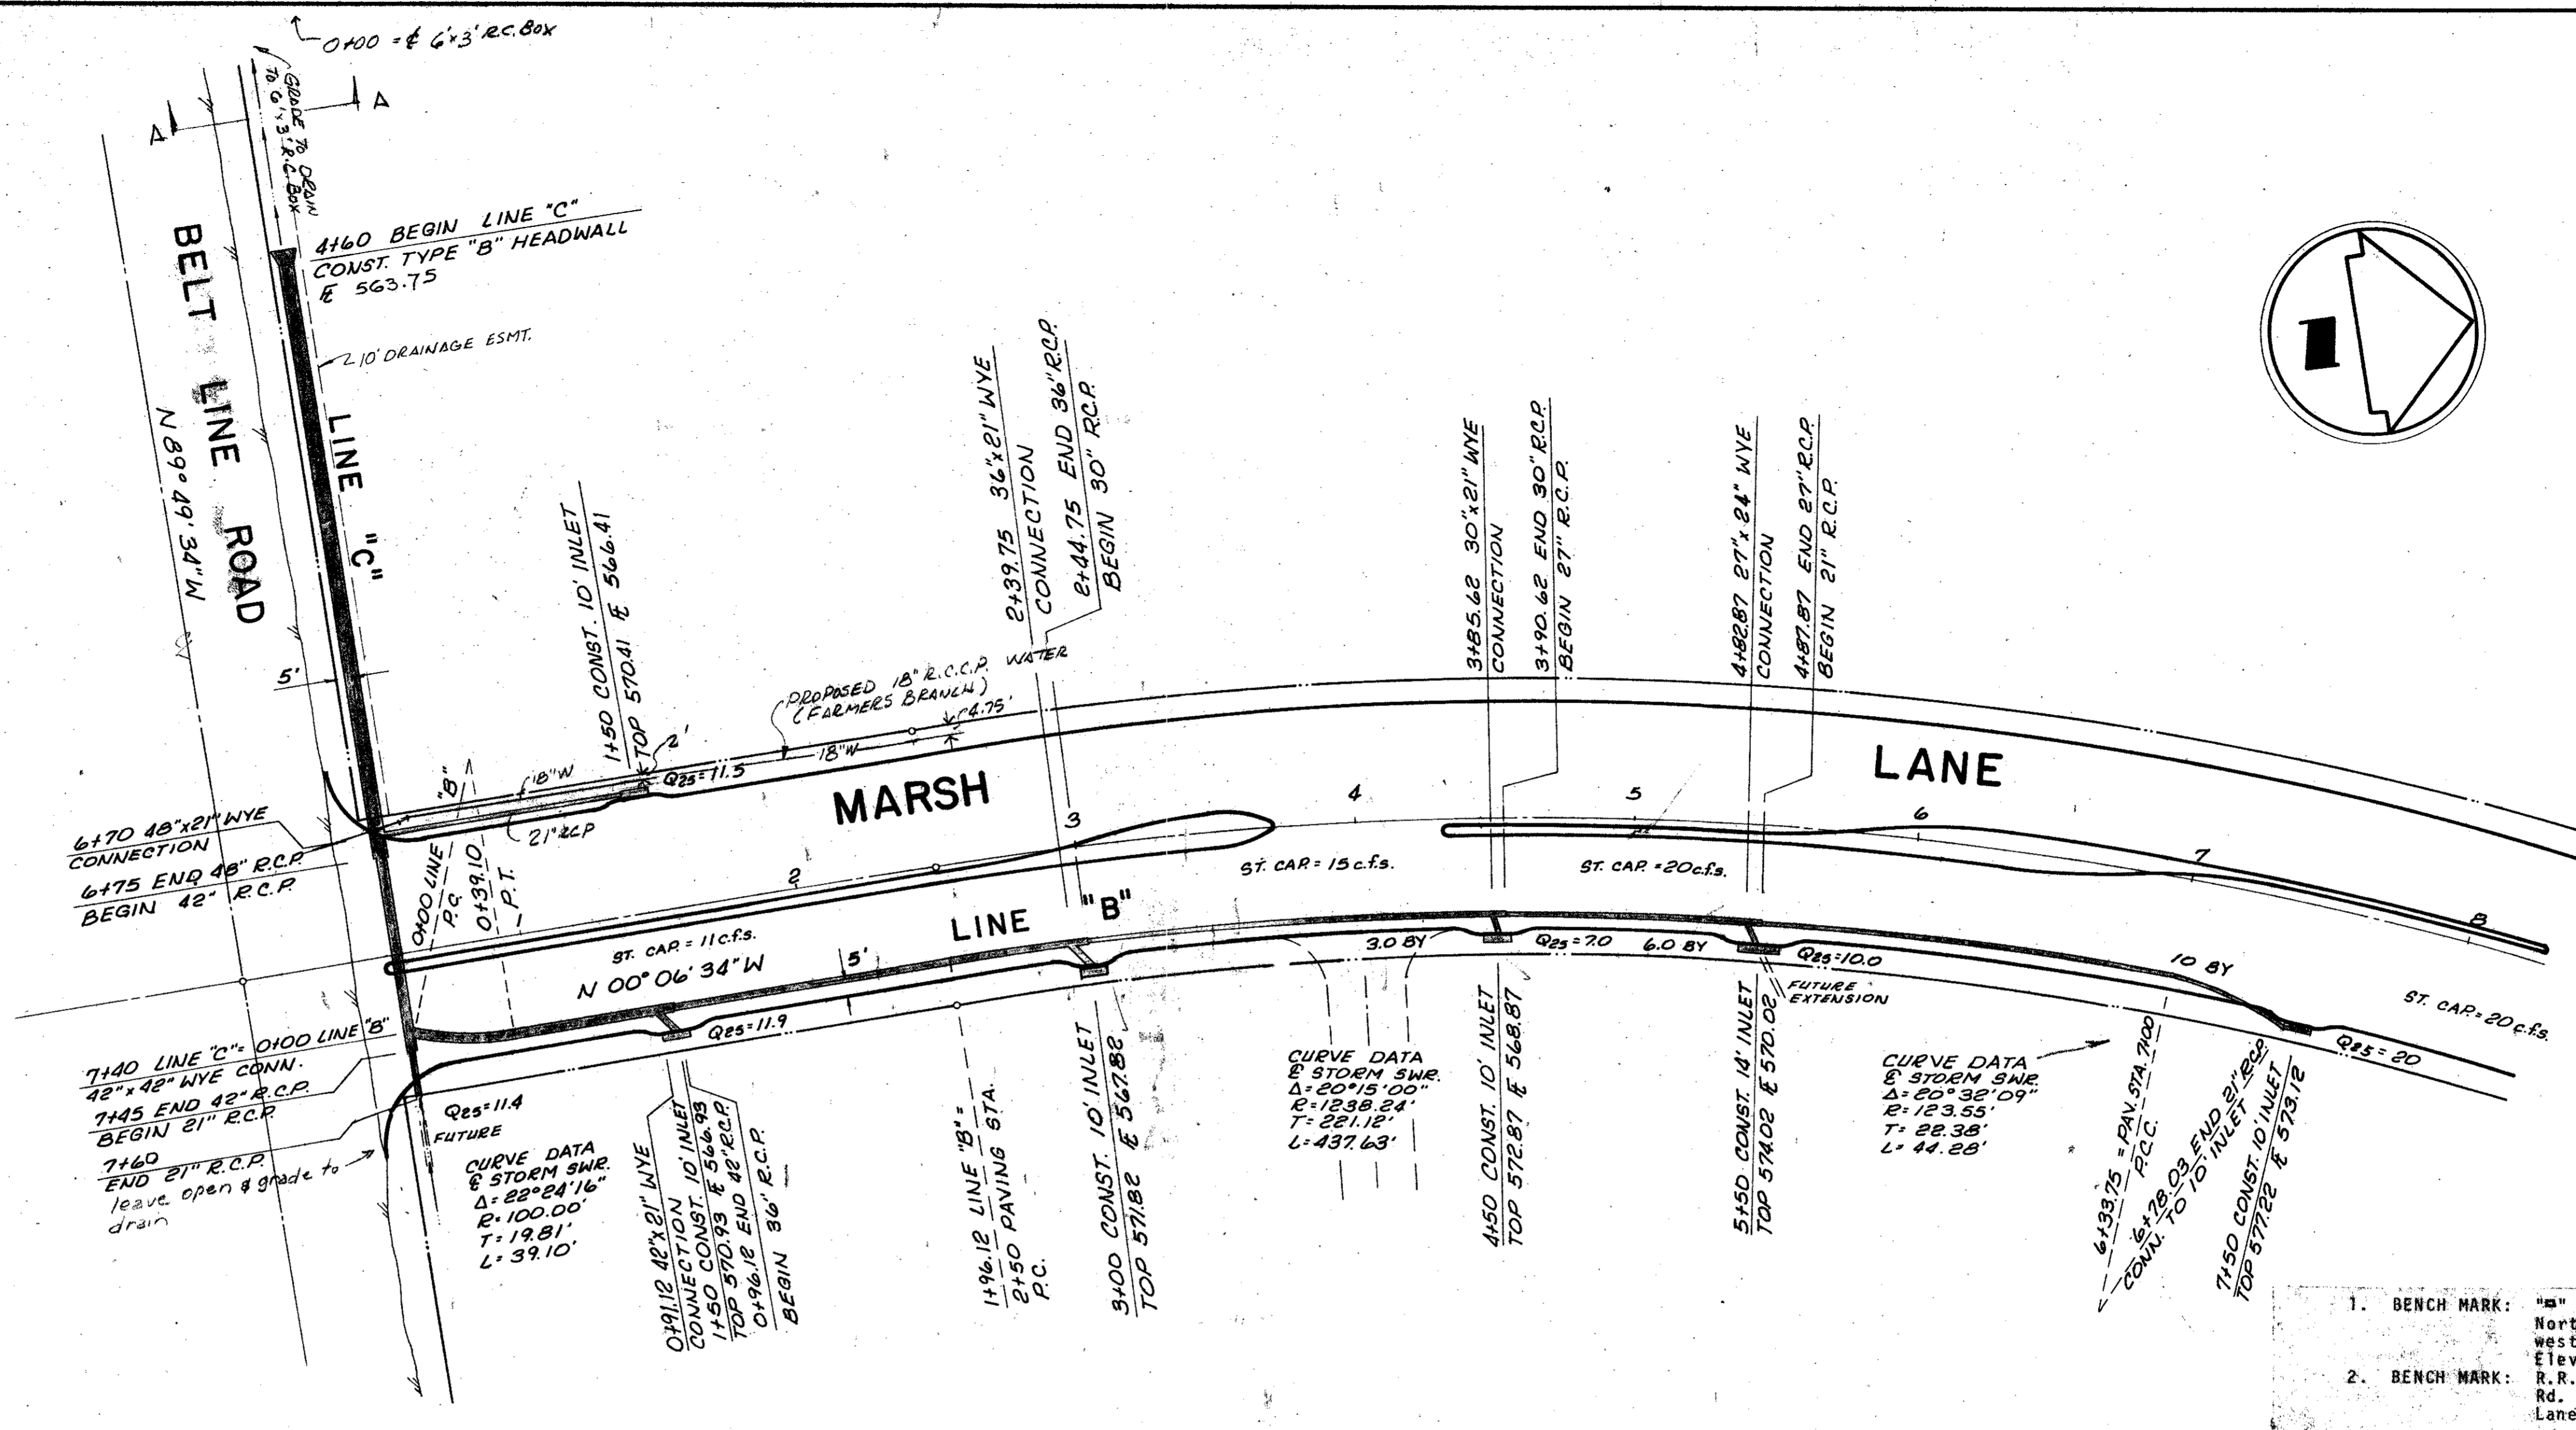 0+00 = ℄ 6'x3' R.C. BOX
GRADE TO DRAIN
TO 6'x3' R.C. BOX
A
A
BELT LINE ROAD
N 89° 49' 34" W
4+60 BEGIN LINE "C"
CONST. TYPE "B" HEADWALL
℄ 563.75
10' DRAINAGE ESMT.
LINE "C"
5'
1+50 CONST. 10' INLET
TOP 570.41 ℄ 566.41
2'
PROPOSED 18" R.C.C.P. WATER
(FARMERS BRANCH)
4.75'
18"W
18"W
Q25=11.5
21" RCP
2+39.75 36"x21" WYE
CONNECTION
2+44.75 END 36" R.C.P.
BEGIN 30" R.C.P.
3+85.62 30"x21" WYE
CONNECTION
3+90.62 END 30" R.C.P.
BEGIN 27" R.C.P.
4+82.87 27"x24" WYE
CONNECTION
4+87.87 END 27" R.C.P.
BEGIN 21" R.C.P.
MARSH
LANE
6+70 48"x21" WYE
CONNECTION
6+75 END 48" R.C.P.
BEGIN 42" R.C.P.
0+00 LINE "B"
P.C.
0+39.10
P.T.
2
3
4
5
6
7
8
ST. CAP. = 11 c.f.s.
ST. CAP. = 15 c.f.s.
ST. CAP. = 20 c.f.s.
ST. CAP. = 20 c.f.s.
N 00° 06' 34" W
5'
LINE "B"
3.0 BY
Q25=7.0
6.0 BY
Q25=10.0
10 BY
Q25=20
Q25=11.9
FUTURE
EXTENSION
7+40 LINE "C"= 0+00 LINE "B"
42"x42" WYE CONN.
7+45 END 42" R.C.P.
BEGIN 21" R.C.P.
7+60
END 21" R.C.P.
leave open & grade to
drain
Q25=11.4
FUTURE
CURVE DATA
℄ STORM SWR.
Δ= 22°24'16"
R= 100.00'
T= 19.81'
L= 39.10'
0+91.12 42"x21" WYE
CONNECTION
1+50 CONST. 10' INLET
TOP 570.93 ℄ 566.93
0+96.12 END 42" R.C.P.
BEGIN 36" R.C.P.
1+96.12 LINE "B"=
2+50 PAVING STA.
P.C.
3+00 CONST. 10' INLET
TOP 571.82 ℄ 567.82
CURVE DATA
℄ STORM SWR.
Δ= 20°15'00"
R= 1238.24'
T= 221.12'
L= 437.63'
4+50 CONST. 10' INLET
TOP 572.87 ℄ 568.87
5+50 CONST. 14' INLET
TOP 574.02 ℄ 570.02
CURVE DATA
℄ STORM SWR.
Δ= 20°32'09"
R= 123.55'
T= 22.38'
L= 44.28'
6+33.75 = PAV. STA. 7+00
P.C.C.
6+78.03 END 21" RCP
CONN. TO 10' INLET
7+50 CONST. 10' INLET
TOP 577.22 ℄ 573.12
1. BENCH MARK:
Nort
west
Elev
2. BENCH MARK: R.R.
Rd.
Lane